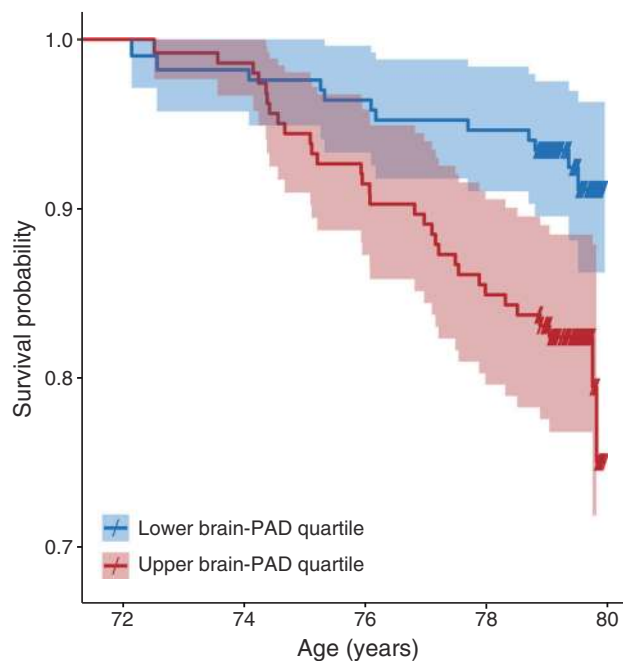 1.0
0.9
0.8
0.7
Survival probability
Lower brain-PAD quartile
Upper brain-PAD quartile
72 74 76 78 80
Age (years)